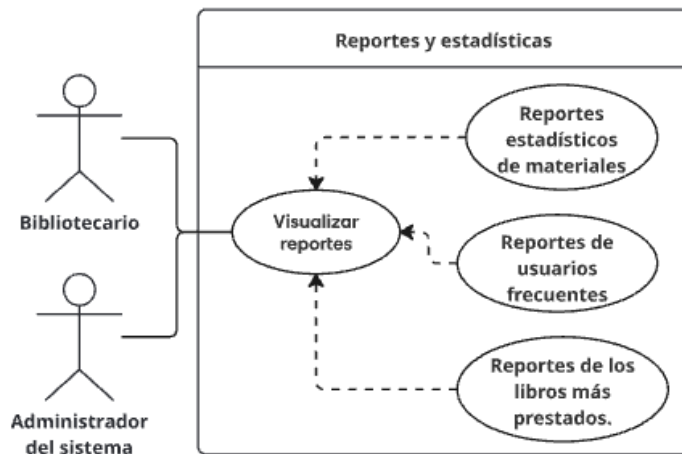 Reportes y estadísticas
Reportes
estadísticos
de materiales
Bibliotecario
Visualizar
reportes
Reportes de
usuarios
frecuentes
Reportes de los
libros más
prestados.
Administrador
del sistema